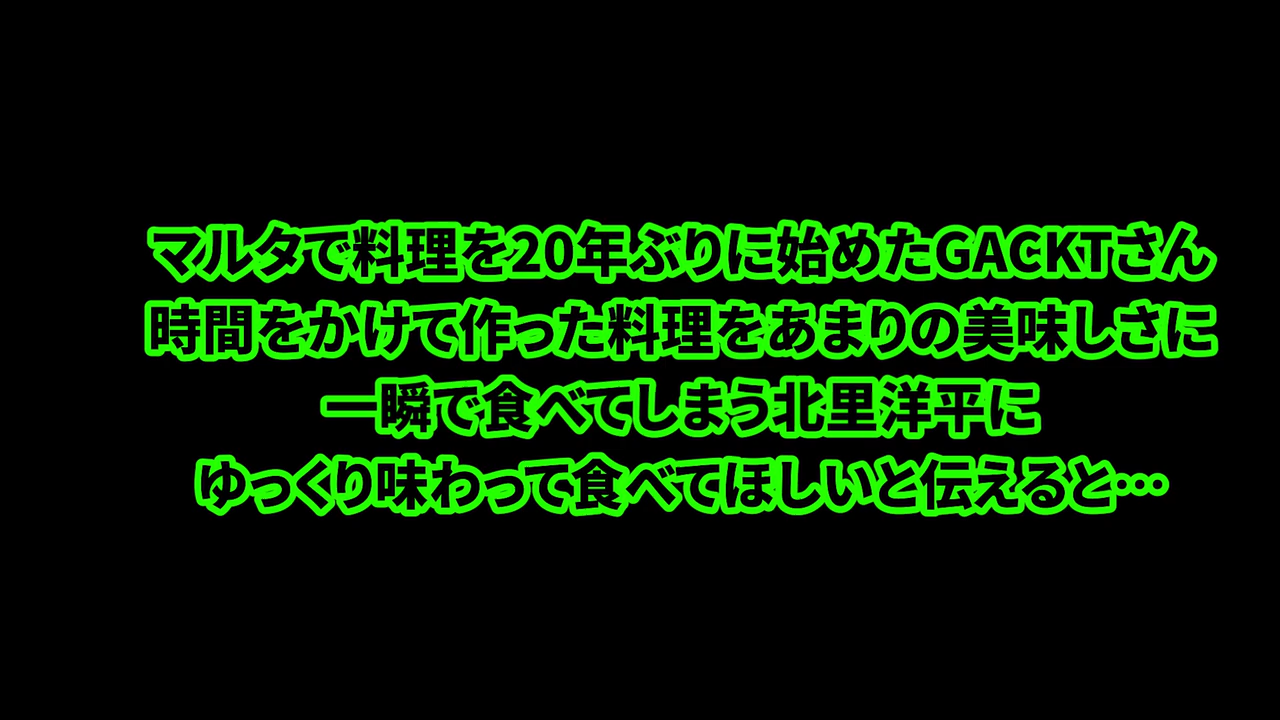 マルタで料理を20年ぶりに始めたGACKTさん
時間をかけて作った料理をあまりの美味しさに
一瞬で食べてしまう北里洋平に
ゆっくり味わって食べてほしいと伝えると…